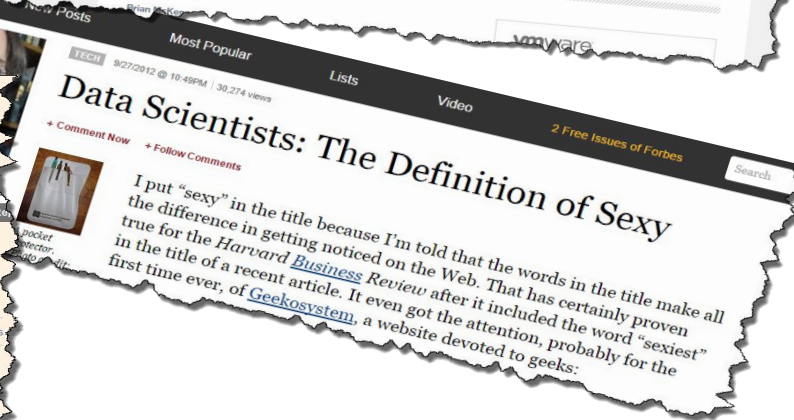 Brian
vmware
New Posts
Most Popular
Lists
Video
2 Free Issues of Forbes
Search
TECH 9/27/2012 @ 10:49PM | 30,274 views
Data Scientists: The Definition of Sexy
+ Comment Now + Follow Comments
I put “sexy” in the title because I’m told that the words in the title make all
the difference in getting noticed on the Web. That has certainly proven
true for the Harvard Business Review after it included the word “sexiest”
in the title of a recent article. It even got the attention, probably for the
first time ever, of Geekosystem, a website devoted to geeks:
pocket